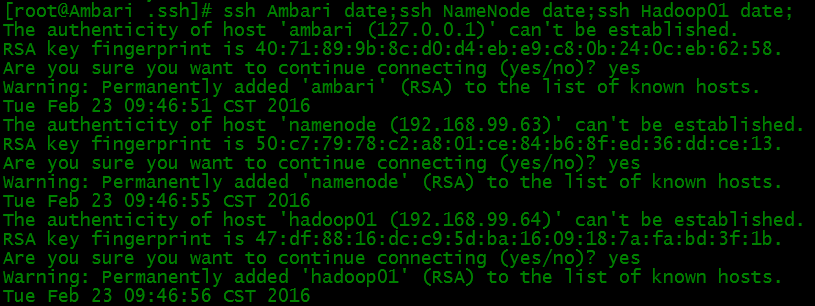 [root@Ambari .ssh]# ssh Ambari date;ssh NameNode date;ssh Hadoop01 date;
The authenticity of host 'ambari (127.0.0.1)' can't be established.
RSA key fingerprint is 40:71:89:9b:8c:d0:d4:eb:e9:c8:0b:24:0c:eb:62:58.
Are you sure you want to continue connecting (yes/no)? yes
Warning: Permanently added 'ambari' (RSA) to the list of known hosts.
Tue Feb 23 09:46:51 CST 2016
The authenticity of host 'namenode (192.168.99.63)' can't be established.
RSA key fingerprint is 50:c7:79:78:c2:a8:01:ce:84:b6:8f:ed:36:dd:ce:13.
Are you sure you want to continue connecting (yes/no)? yes
Warning: Permanently added 'namenode' (RSA) to the list of known hosts.
Tue Feb 23 09:46:55 CST 2016
The authenticity of host 'hadoop01 (192.168.99.64)' can't be established.
RSA key fingerprint is 47:df:88:16:dc:c9:5d:ba:16:09:18:7a:fa:bd:3f:1b.
Are you sure you want to continue connecting (yes/no)? yes
Warning: Permanently added 'hadoop01' (RSA) to the list of known hosts.
Tue Feb 23 09:46:56 CST 2016